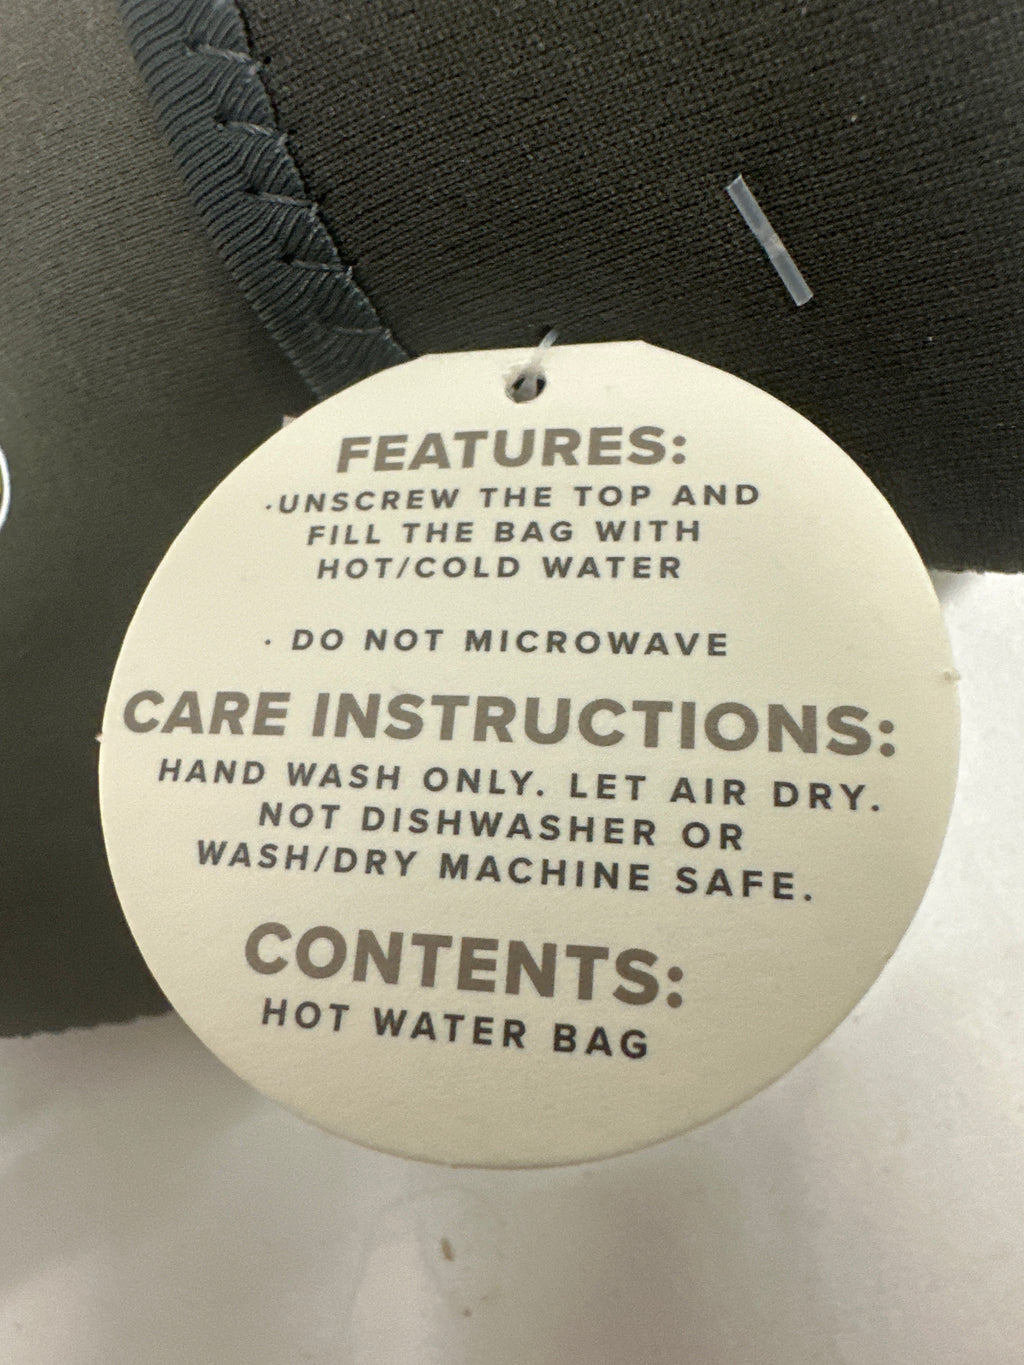 FEATURES:
·UNSCREW THE TOP AND
FILL THE BAG WITH
HOT/COLD WATER
· DO NOT MICROWAVE
CARE INSTRUCTIONS:
HAND WASH ONLY. LET AIR DRY.
NOT DISHWASHER OR
WASH/DRY MACHINE SAFE.
CONTENTS:
HOT WATER BAG